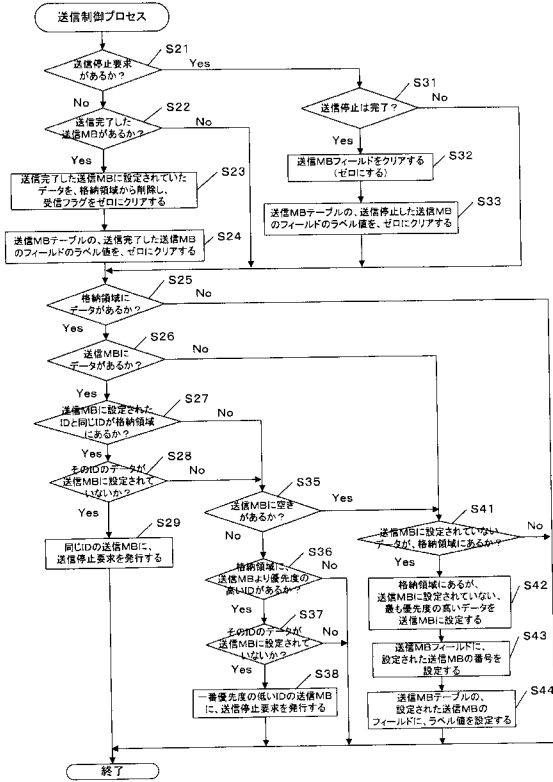 送信制御プロセス
S21
送信停止要求
があるか?
Yes
No
S31
送信停止は完了?
No
Yes
S22
送信完了した
送信MBがあるか?
No
Yes
S32
送信MBフィールドをクリアする
(ゼロにする)
S23
送信完了した送信MBに設定されていた
データを、格納領域から削除し、
受信フラグをゼロにクリアする
S33
送信MBテーブルの、送信停止した送信MB
のフィールドのラベル値を、ゼロにクリアする
S24
送信MBテーブルの、送信完了した送信MB
のフィールドのラベル値を、ゼロにクリアする
S25
格納領域に
データがあるか?
No
Yes
S26
送信MBに
データがあるか?
No
Yes
S27
送信MBに設定された
IDと同じIDが格納領域
にあるか?
No
Yes
S28
そのIDのデータが
送信MBに設定されて
いないか?
No
Yes
S29
同じIDの送信MBに、
送信停止要求を発行する
S35
送信MBに空き
があるか?
Yes
No
S36
格納領域に、
送信MBより優先度の
高いIDがあるか?
No
Yes
S37
そのIDのデータが
送信MBに設定されて
いないか?
No
Yes
S38
一番優先度の低いIDの送信MB
に、送信停止要求を発行する
S41
送信MBに設定されていない
データが、格納領域にあるか?
No
Yes
S42
格納領域にあるが、
送信MBに設定されていない、
最も優先度の高いデータを
送信MBに設定する
S43
送信MBフィールドに、
設定された送信MBの番号を
設定する
S44
送信MBテーブルの、
設定された送信MBの
フィールドに、ラベル値を設定する
終了